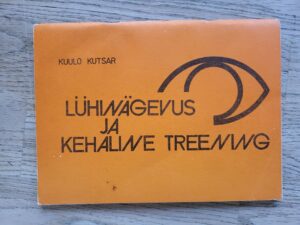 KUULO KUTSAR
LÜHINÄGEVUS
JA
KEHALINE TREENING